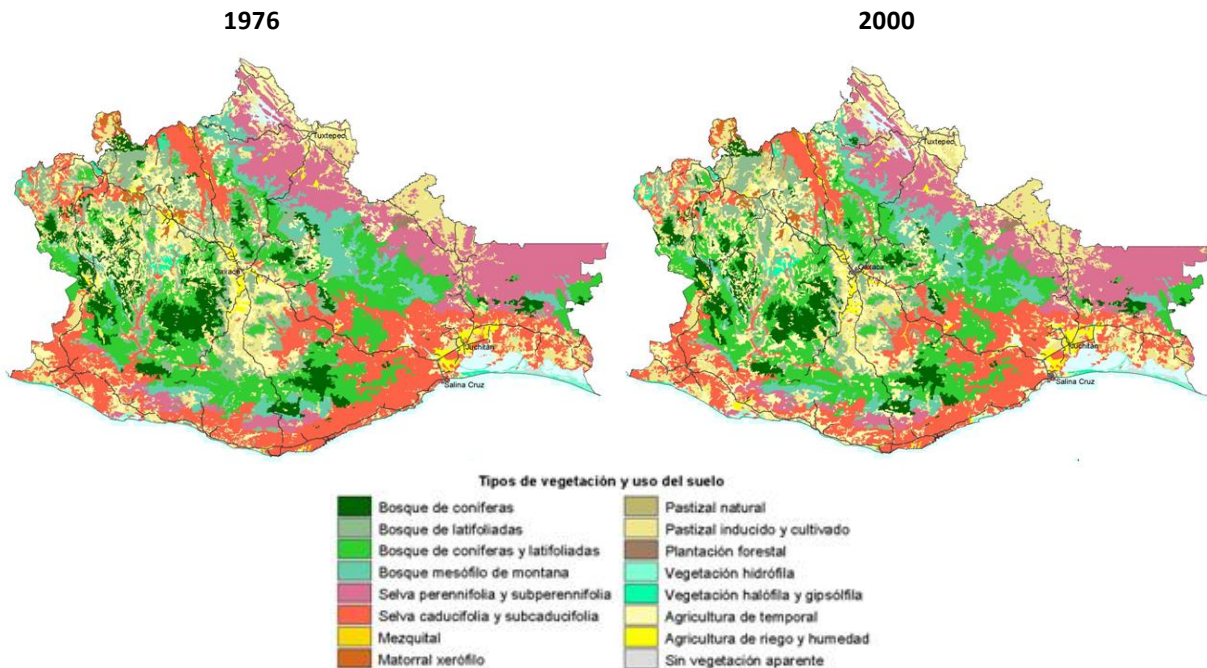 1976
2000
Tuxtepec
Tuxtepec
Oaxaca
Oaxaca
Juchitán
Juchitán
Salina Cruz
Salina Cruz
Tipos de vegetación y uso del suelo
Bosque de coníferas
Bosque de latifoliadas
Bosque de coníferas y latifoliadas
Bosque mesófilo de montana
Selva perennifolia y subperennifolia
Selva caducifolia y subcaducifolia
Mezquital
Matorral xerófilo
Pastizal natural
Pastizal inducido y cultivado
Plantación forestal
Vegetación hidrófila
Vegetación halófila y gipsólfila
Agricultura de temporal
Agricultura de riego y humedad
Sin vegetación aparente